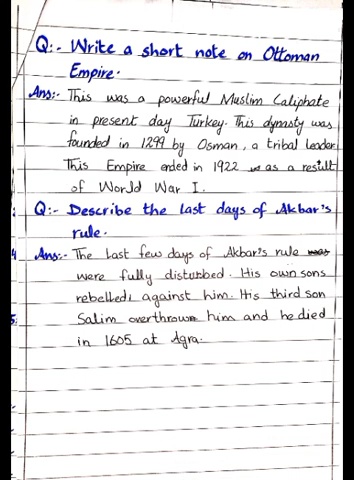 Q:- Write a short note on Ottoman
Empire.
Ans:- This was a powerful Muslim Caliphate
in present day Turkey. This dynasty was
founded in 1299 by Osman, a tribal leader
This Empire ended in 1922 as a result
of World War I.
Q:- Describe the last days of Akbar's
rule.
Ans:- The last few days of Akbar's rule was
were fully disturbed. His own sons
rebelled, against him. His third son
Salim overthrown him and he died
in 1605 at Agra.